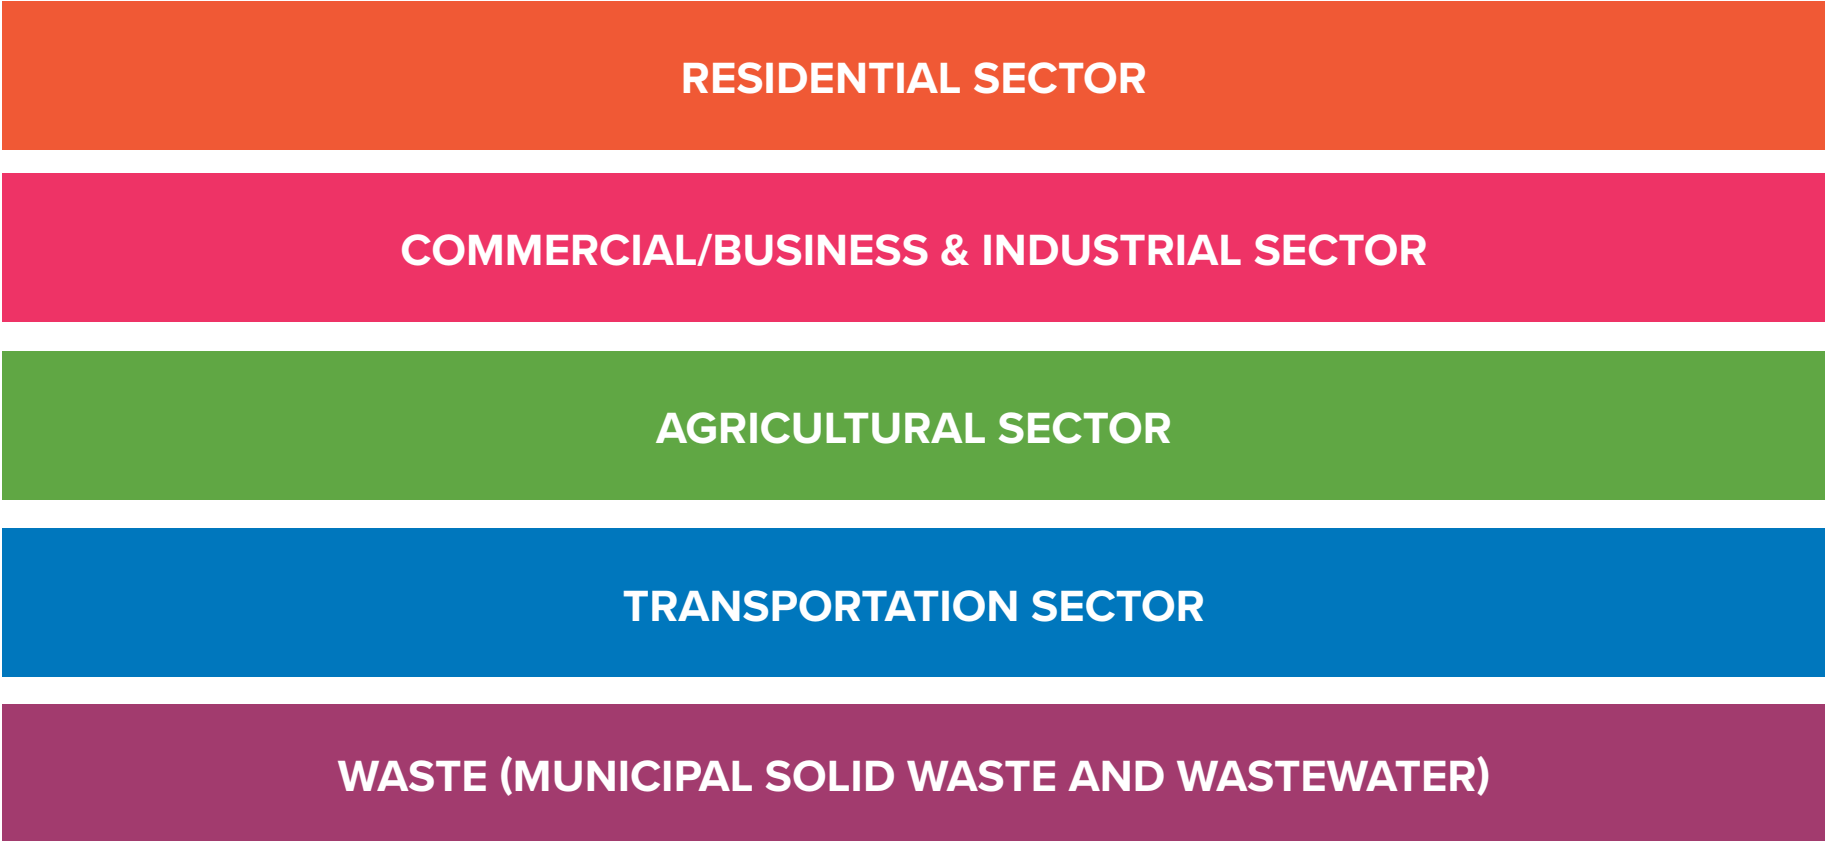 RESIDENTIAL SECTOR
COMMERCIAL/BUSINESS & INDUSTRIAL SECTOR
AGRICULTURAL SECTOR
TRANSPORTATION SECTOR
WASTE (MUNICIPAL SOLID WASTE AND WASTEWATER)